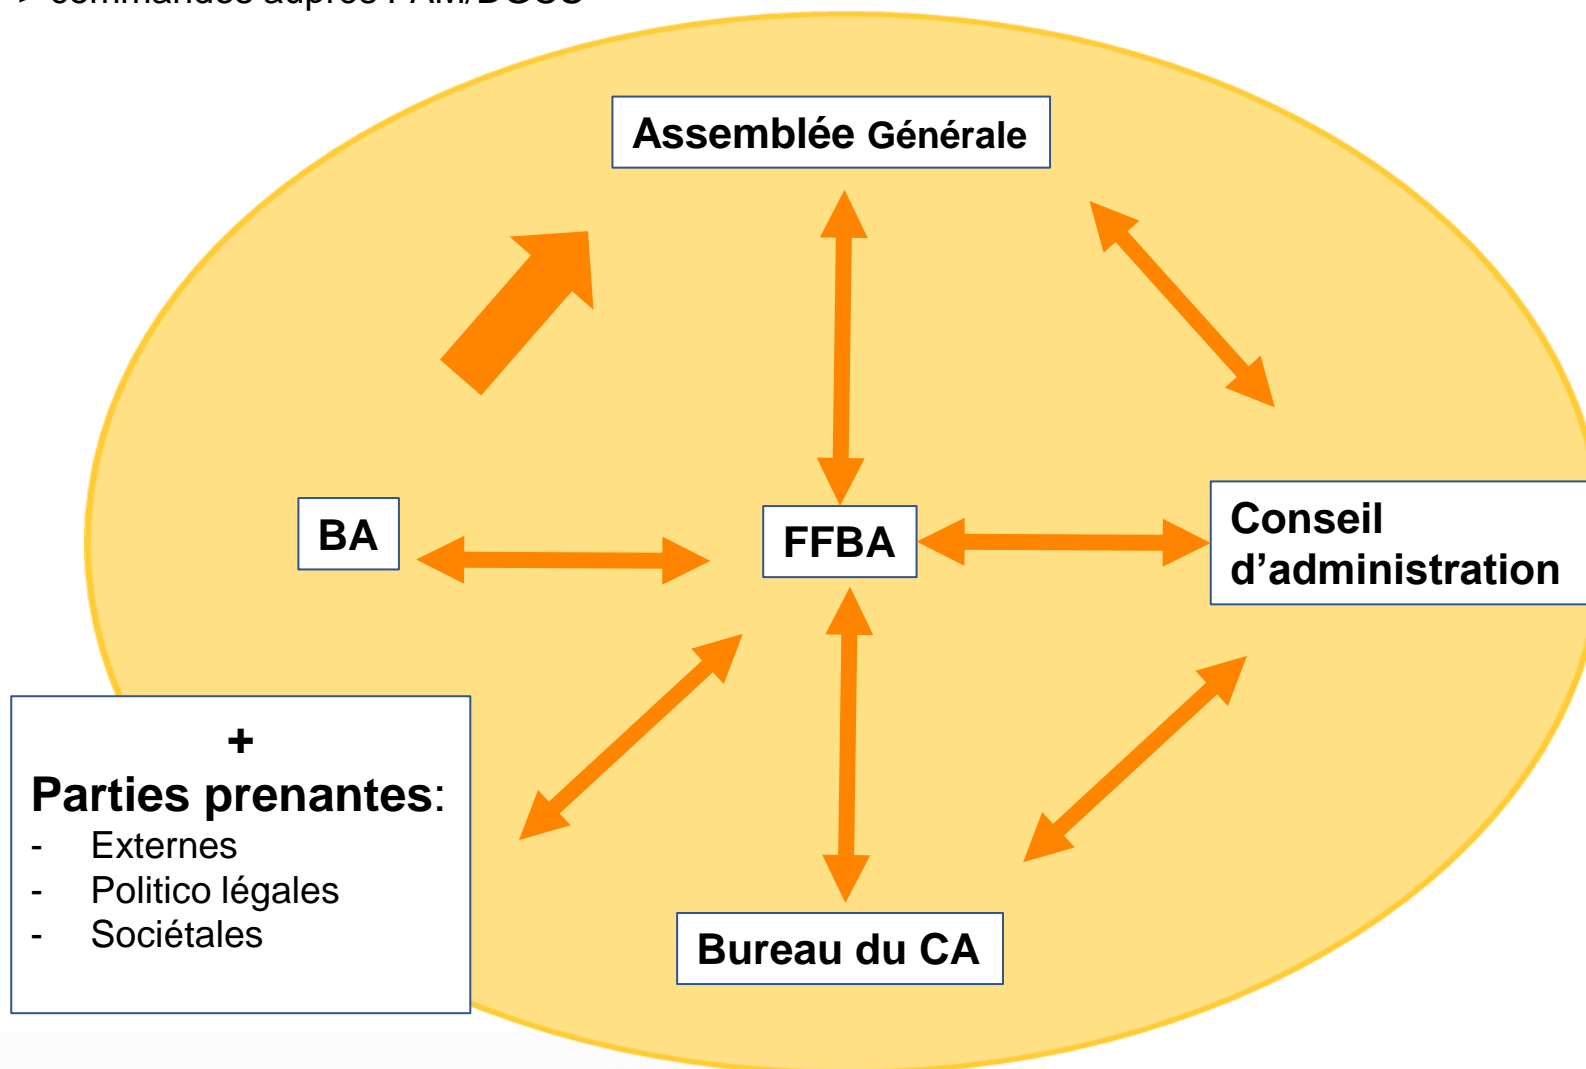 Assemblée Générale
BA
FFBA
Conseil
d’administration
+
Parties prenantes:
- Externes
- Politico légales
- Sociétales
Bureau du CA